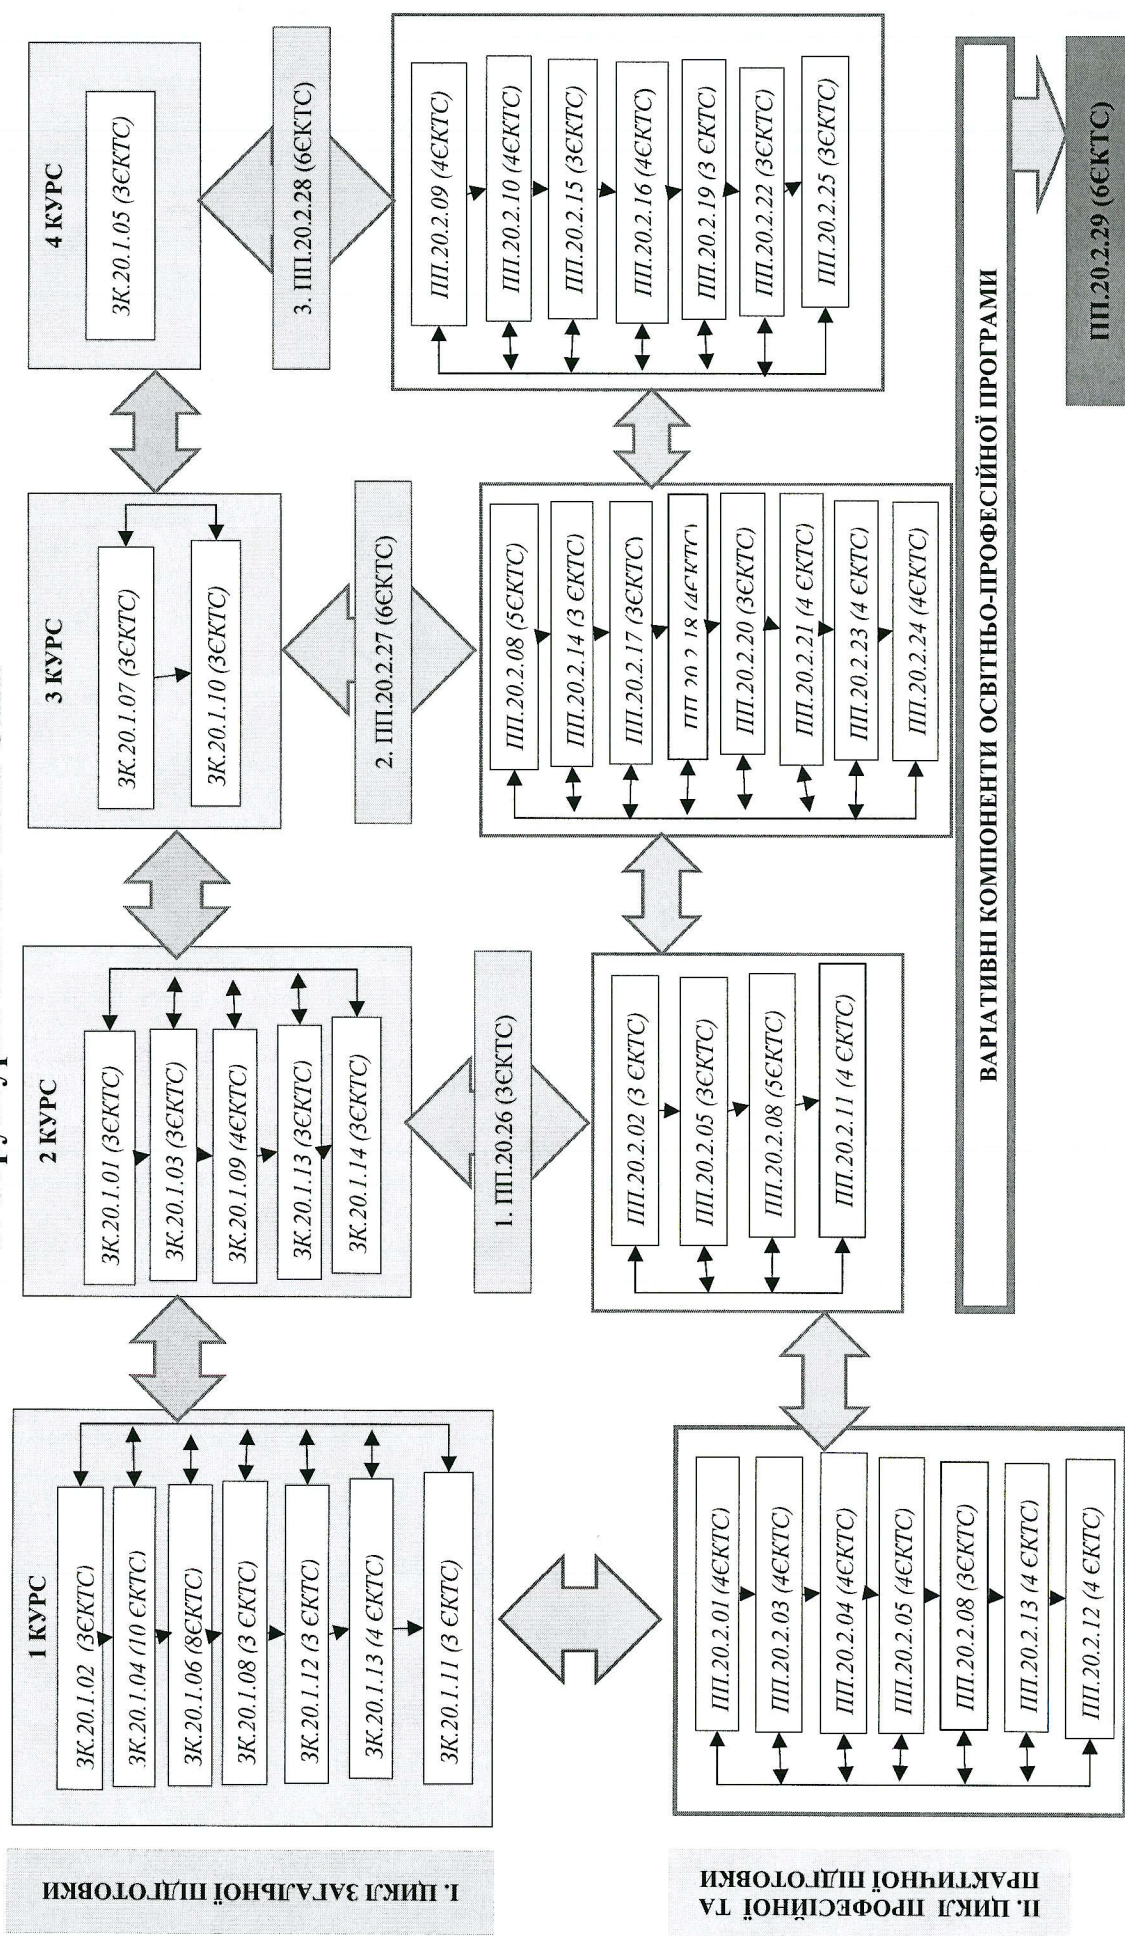 1 КУРС
ЗК.20.1.02 (3ЄКТС)
ЗК.20.1.04 (10 ЄКТС)
ЗК.20.1.06 (8ЄКТС)
ЗК.20.1.08 (3 ЄКТС)
ЗК.20.1.12 (3 ЄКТС)
ЗК.20.1.13 (4 ЄКТС)
ЗК.20.1.11 (3 ЄКТС)
2 КУРС
ЗК.20.1.01 (3ЄКТС)
ЗК.20.1.03 (3ЄКТС)
ЗК.20.1.09 (4ЄКТС)
ЗК.20.1.13 (3ЄКТС)
ЗК.20.1.14 (3ЄКТС)
3 КУРС
ЗК.20.1.07 (3ЄКТС)
ЗК.20.1.10 (3ЄКТС)
4 КУРС
ЗК.20.1.05 (3ЄКТС)
І. ЦИКЛ ЗАГАЛЬНОЇ ПІДГОТОВКИ
1. ПП.20.26 (3ЄКТС)
2. ПП.20.2.27 (6ЄКТС)
3. ПП.20.2.28 (6ЄКТС)
ІІ. ЦИКЛ ПРОФЕСІЙНОЇ ТА
ПРАКТИЧНОЇ ПІДГОТОВКИ
ПП.20.2.01 (4ЄКТС)
ПП.20.2.03 (4ЄКТС)
ПП.20.2.04 (4ЄКТС)
ПП.20.2.05 (4ЄКТС)
ПП.20.2.08 (3ЄКТС)
ПП.20.2.13 (4 ЄКТС)
ПП.20.2.12 (4 ЄКТС)
ПП.20.2.02 (3 ЄКТС)
ПП.20.2.05 (3ЄКТС)
ПП.20.2.08 (5ЄКТС)
ПП.20.2.11 (4 ЄКТС)
ПП.20.2.08 (5ЄКТС)
ПП.20.2.14 (3 ЄКТС)
ПП.20.2.17 (3ЄКТС)
ПП.20.2.18 (4ЄКТС)
ПП.20.2.20 (3ЄКТС)
ПП.20.2.21 (4 ЄКТС)
ПП.20.2.23 (4 ЄКТС)
ПП.20.2.24 (4ЄКТС)
ПП.20.2.09 (4ЄКТС)
ПП.20.2.10 (4ЄКТС)
ПП.20.2.15 (3ЄКТС)
ПП.20.2.16 (4ЄКТС)
ПП.20.2.19 (3 ЄКТС)
ПП.20.2.22 (3ЄКТС)
ПП.20.2.25 (3ЄКТС)
ВАРІАТИВНІ КОМПОНЕНТИ ОСВІТНЬО-ПРОФЕСІЙНОЇ ПРОГРАМИ
ПП.20.2.29 (6ЄКТС)